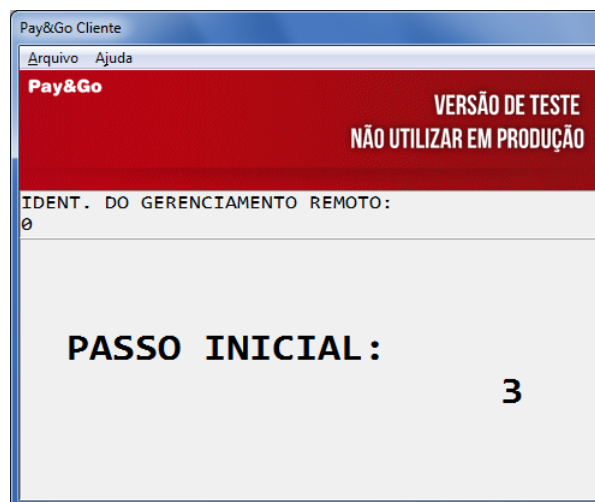 Pay&Go Cliente
Arquivo Ajuda
Pay&Go
VERSÃO DE TESTE
NÃO UTILIZAR EM PRODUÇÃO
IDENT. DO GERENCIAMENTO REMOTO:
0
PASSO INICIAL:
3